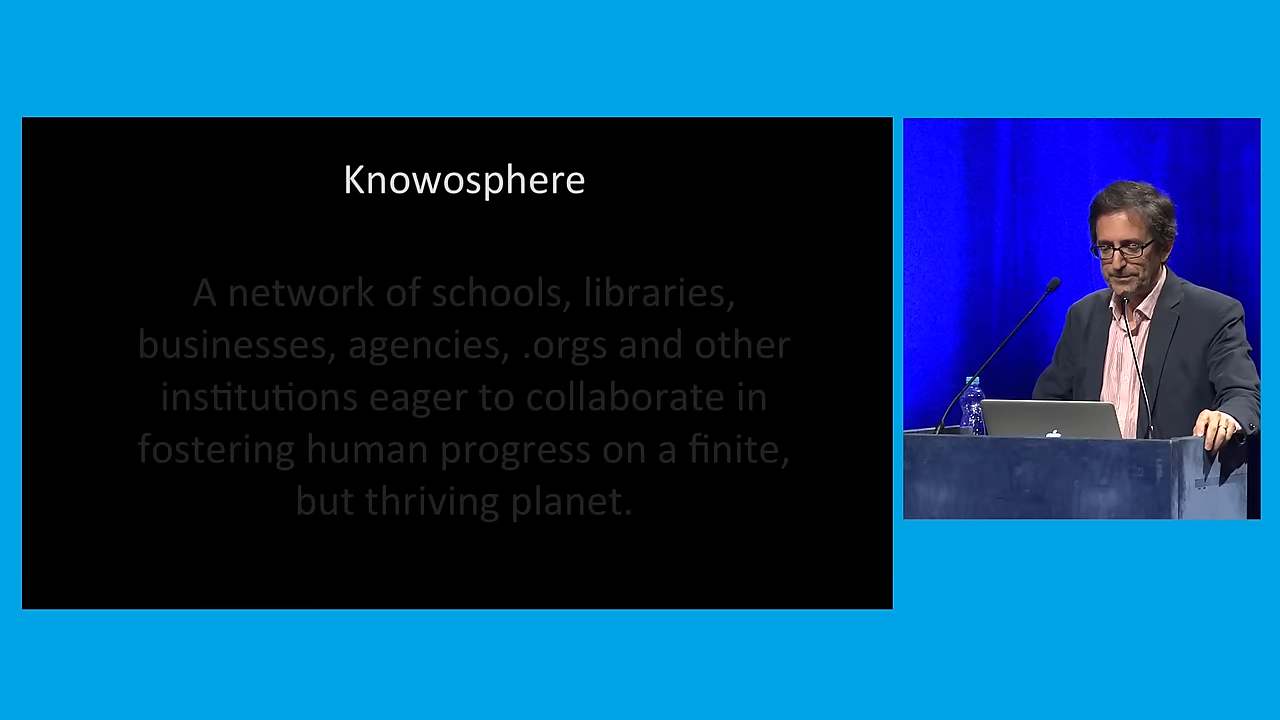 Knowosphere
A network of schools, libraries,
businesses, agencies, .orgs and other
institutions eager to collaborate in
fostering human progress on a finite,
but thriving planet.